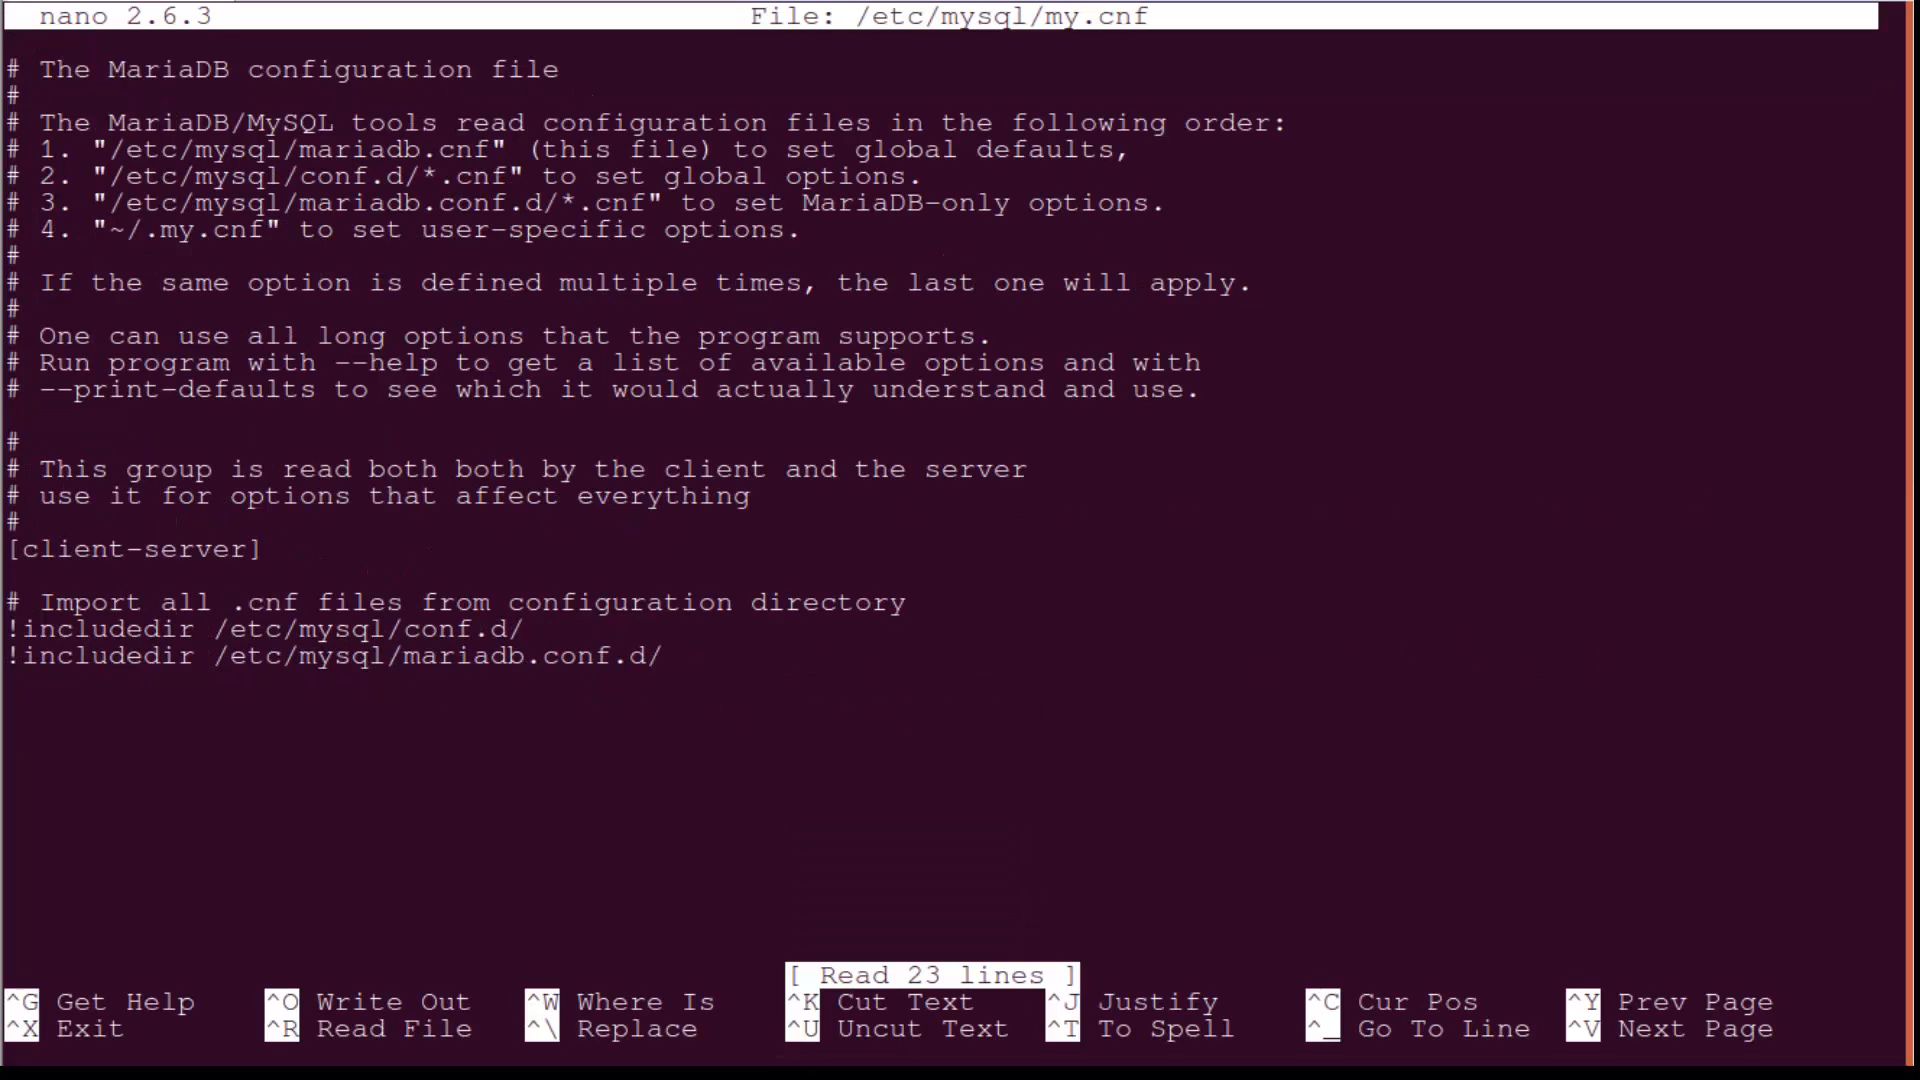 nano 2.6.3 File: /etc/mysql/my.cnf
# The MariaDB configuration file
#
# The MariaDB/MySQL tools read configuration files in the following order:
# 1. "/etc/mysql/mariadb.cnf" (this file) to set global defaults,
# 2. "/etc/mysql/conf.d/*.cnf" to set global options.
# 3. "/etc/mysql/mariadb.conf.d/*.cnf" to set MariaDB-only options.
# 4. "~/.my.cnf" to set user-specific options.
#
# If the same option is defined multiple times, the last one will apply.
#
# One can use all long options that the program supports.
# Run program with --help to get a list of available options and with
# --print-defaults to see which it would actually understand and use.
#
# This group is read both both by the client and the server
# use it for options that affect everything
#
[client-server]
# Import all .cnf files from configuration directory
!includedir /etc/mysql/conf.d/
!includedir /etc/mysql/mariadb.conf.d/
[ Read 23 lines ]
^G Get Help ^O Write Out ^W Where Is ^K Cut Text ^J Justify ^C Cur Pos ^Y Prev Page
^X Exit ^R Read File ^\ Replace ^U Uncut Text ^T To Spell ^_ Go To Line ^V Next Page